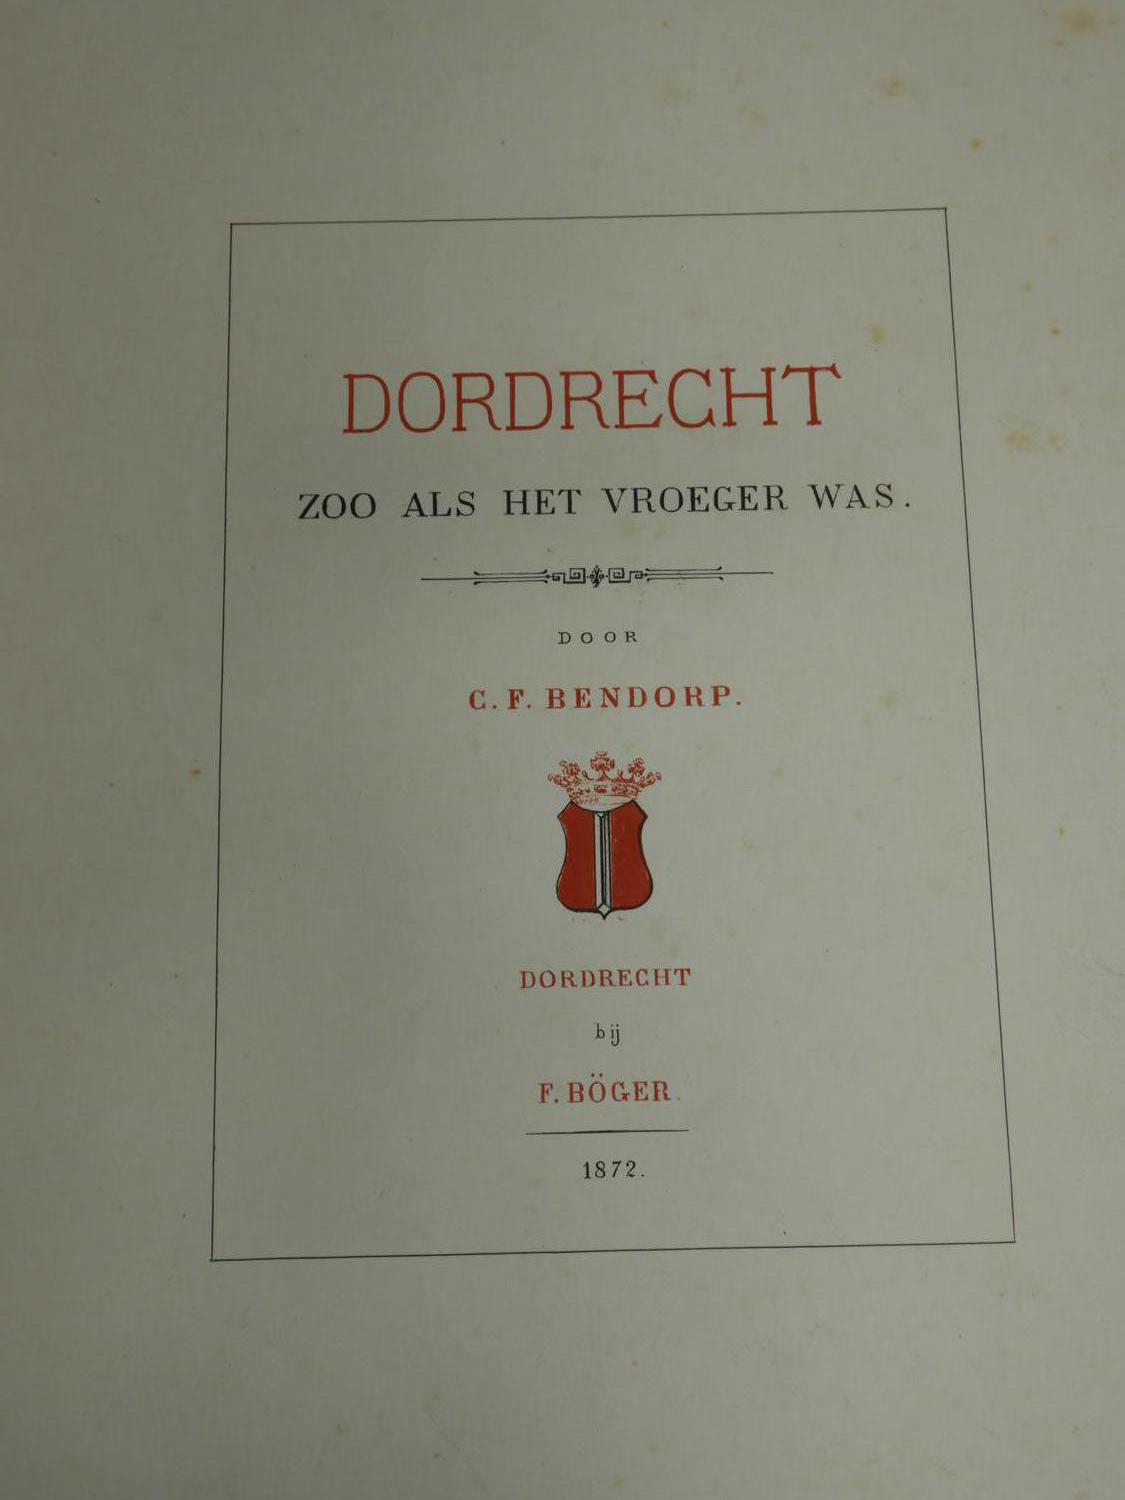 DORDRECHT
ZOO ALS HET VROEGER WAS.
DOOR
C. F. BENDORP.
DORDRECHT
bij
F. BÖGER.
1872.